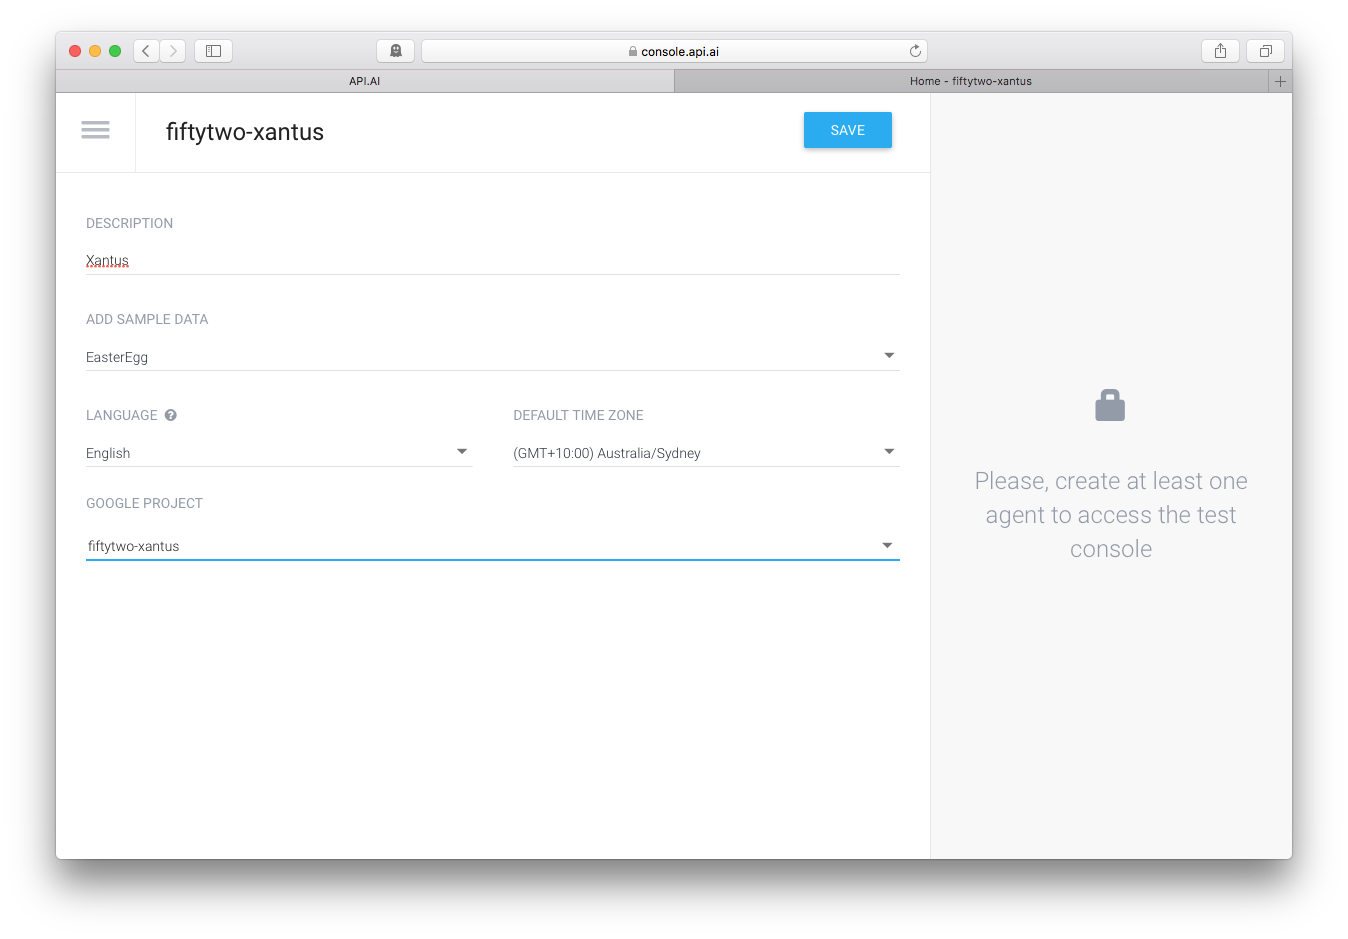 console.api.ai
API.AI
Home - fiftytwo-xantus
fiftytwo-xantus
SAVE
DESCRIPTION
Xantus
ADD SAMPLE DATA
EasterEgg
LANGUAGE ?
DEFAULT TIME ZONE
English
(GMT+10:00) Australia/Sydney
GOOGLE PROJECT
fiftytwo-xantus
Please, create at least one
agent to access the test
console